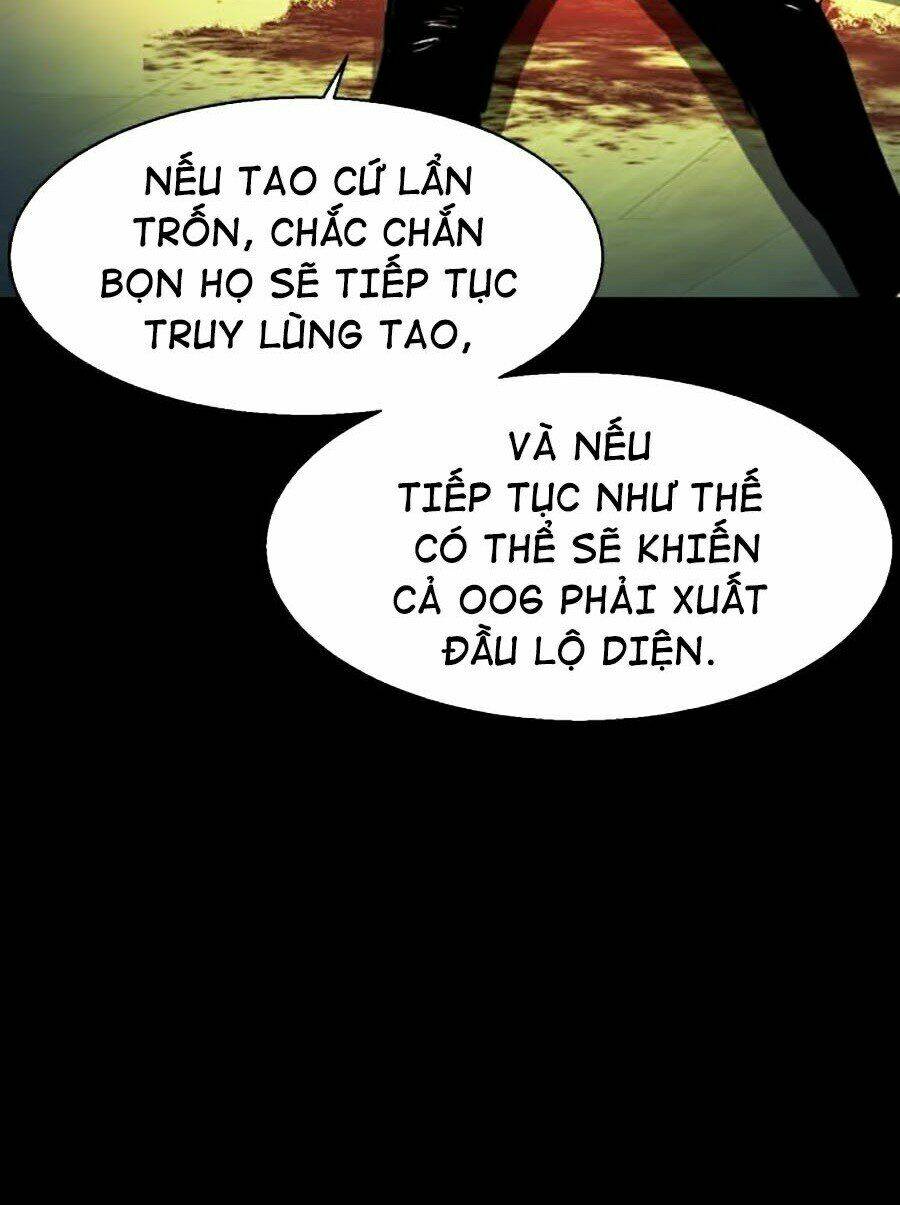 NẾU TAO CỨ LẨN
TRỐN, CHẮC CHẮN
BỌN HỌ SẼ TIẾP TỤC
TRUY LÙNG TAO,
VÀ NẾU
TIẾP TỤC NHƯ THẾ
CÓ THỂ SẼ KHIẾN
CẢ 006 PHẢI XUẤT
ĐẦU LỘ DIỆN.